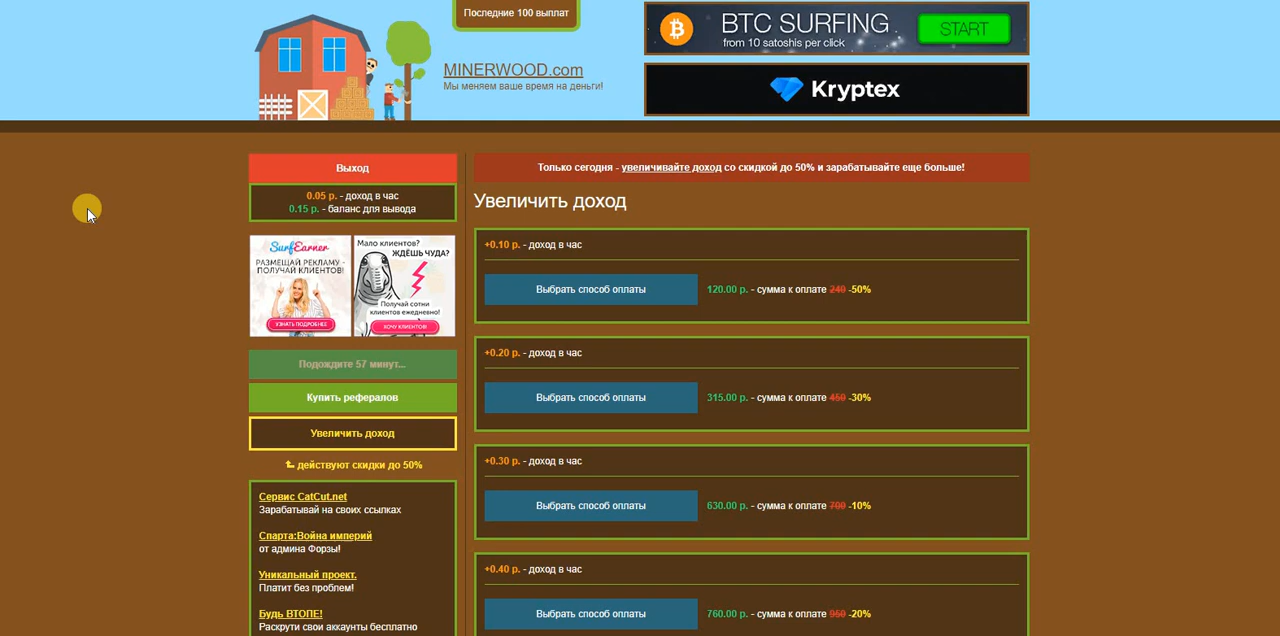 Последние 100 выплат
MINERWOOD.com
Мы меняем ваше время на деньги!
BTC SURFING
from 10 satoshis per click
START
Kryptex
Выход
0.05 р. - доход в час
0.15 р. - баланс для вывода
SurfEarner
РАЗМЕЩАЙ РЕКЛАМУ -
ПОЛУЧАЙ КЛИЕНТОВ!
УЗНАТЬ ПОДРОБНЕЕ
Мало клиентов?
ЖДЁШЬ ЧУДА?
Получай сотни
клиентов ежедневно!
ХОЧУ КЛИЕНТОВ!
Подождите 57 минут...
Купить рефералов
Увеличить доход
действуют скидки до 50%
Сервис CatCut.net
Зарабатывай на своих ссылках
Спарта:Война империй
от админа Форзы!
Уникальный проект.
Платит без проблем!
Будь ВТОПЕ!
Раскрути свои аккаунты бесплатно
Только сегодня - увеличивайте доход со скидкой до 50% и зарабатывайте еще больше!
Увеличить доход
+0.10 р. - доход в час
Выбрать способ оплаты
120.00 р. - сумма к оплате 240 -50%
+0.20 р. - доход в час
Выбрать способ оплаты
315.00 р. - сумма к оплате 450 -30%
+0.30 р. - доход в час
Выбрать способ оплаты
630.00 р. - сумма к оплате 700 -10%
+0.40 р. - доход в час
Выбрать способ оплаты
760.00 р. - сумма к оплате 950 -20%